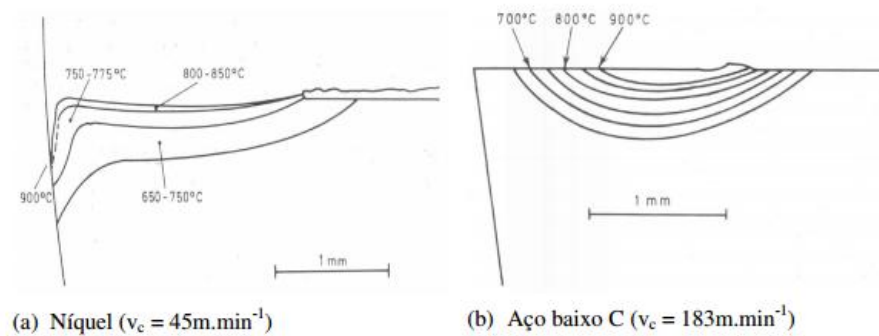 750-775°C
800-850°C
900°C
650-750°C
1 mm
(a) Níquel (vc = 45m.min-1)
700°C
800°C
900°C
1 mm
(b) Aço baixo C (vc = 183m.min-1)